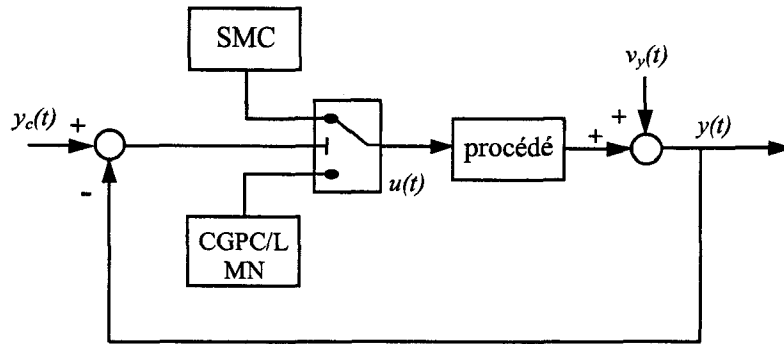 SMC
v_y(t)
y_c(t)
+
+
+
procédé
y(t)
u(t)
-
CGPC/L
MN